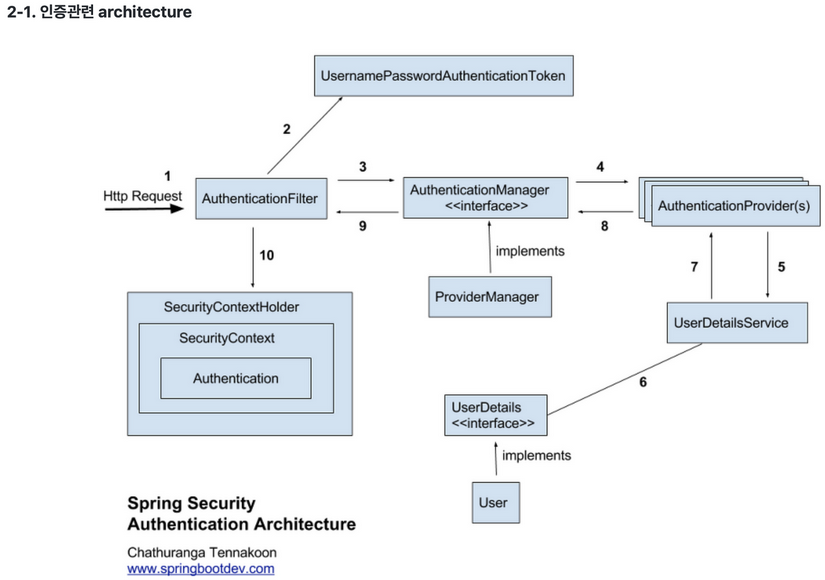 2-1. 인증관련 architecture
UsernamePasswordAuthenticationToken
2
1
Http Request
AuthenticationFilter
3
9
AuthenticationManager
<<interface>>
4
8
AuthenticationProvider(s)
10
implements
ProviderManager
7
5
UserDetailsService
SecurityContextHolder
SecurityContext
Authentication
6
UserDetails
<<interface>>
implements
User
Spring Security
Authentication Architecture
Chathuranga Tennakoon
www.springbootdev.com